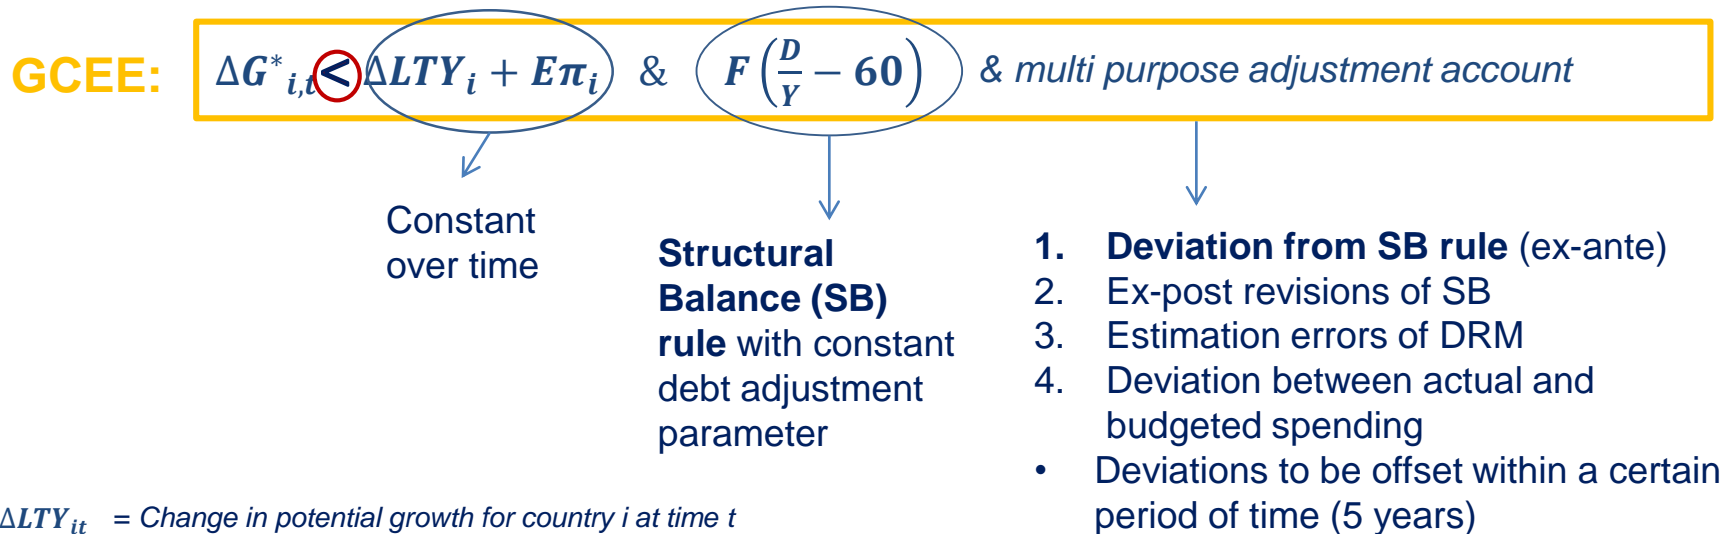 GCEE: ΔG*i,t < ΔLTYi + Eπi & F(D/Y − 60) & multi purpose adjustment account
Constant
over time
Structural
Balance (SB)
rule with constant
debt adjustment
parameter
1. Deviation from SB rule (ex-ante)
2. Ex-post revisions of SB
3. Estimation errors of DRM
4. Deviation between actual and
budgeted spending
• Deviations to be offset within a certain
period of time (5 years)
ΔLTYit = Change in potential growth for country i at time t